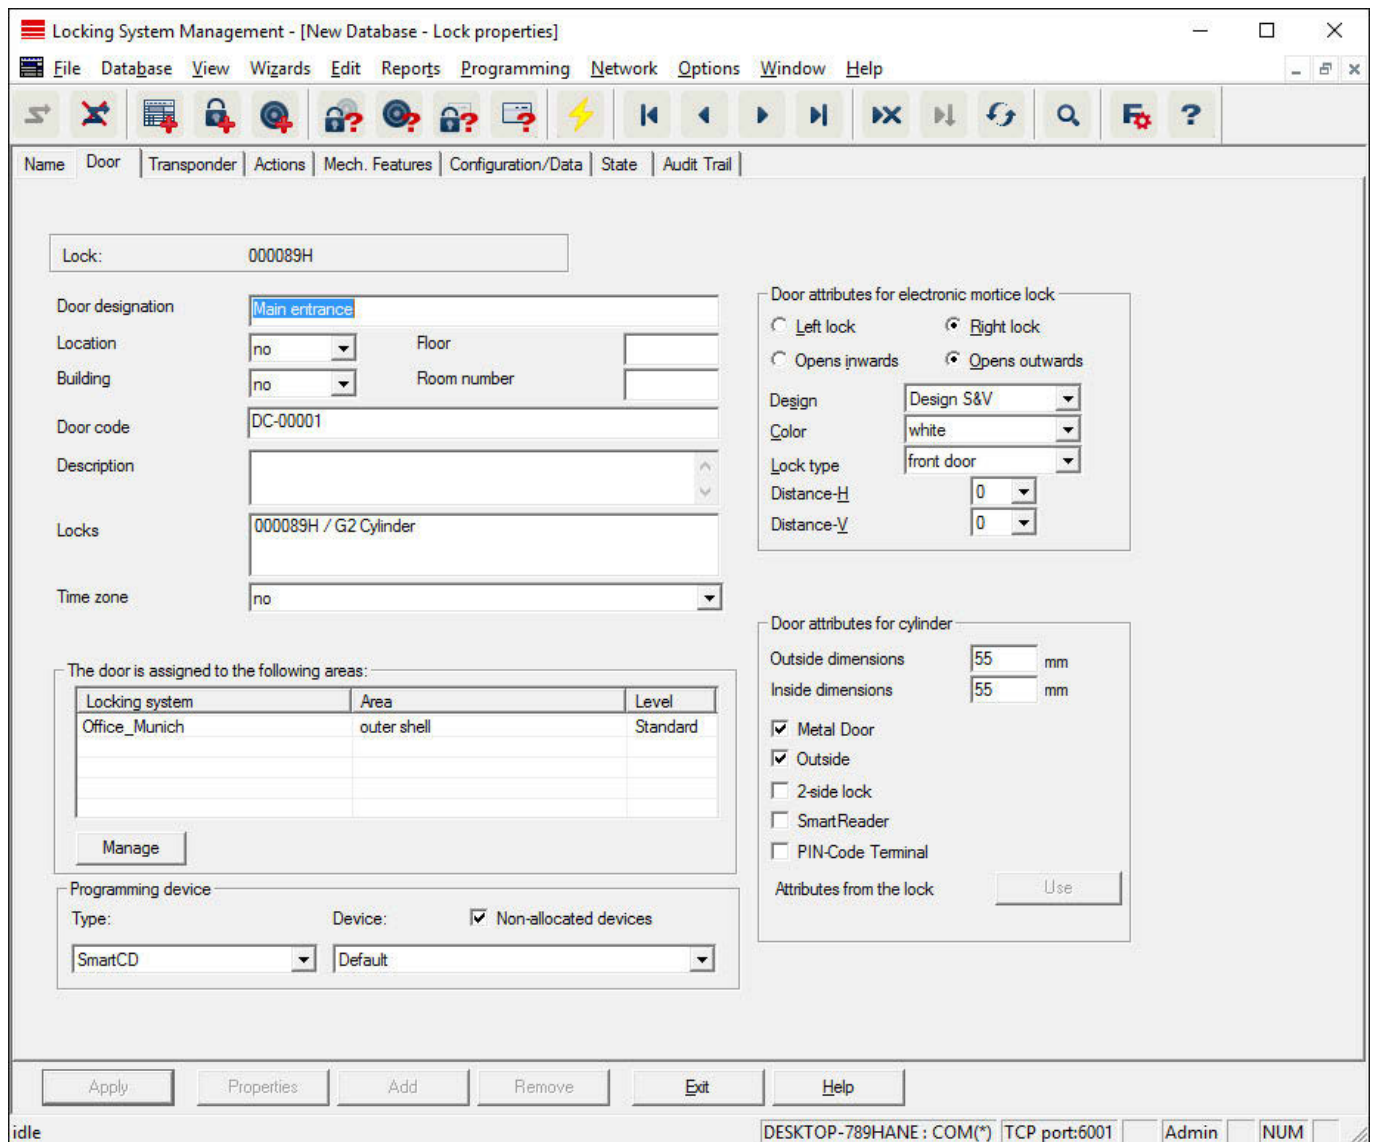 Locking System Management - [New Database - Lock properties]
File Database View Wizards Edit Reports Programming Network Options Window Help
Name Door Transponder Actions Mech. Features Configuration/Data State Audit Trail
Lock: 000089H
Door designation Main entrance
Location no Floor
Building no Room number
Door code DC-00001
Description
Locks 000089H / G2 Cylinder
Time zone no
The door is assigned to the following areas:
Locking system Area Level
Office_Munich outer shell Standard
Manage
Programming device
Type: Device: Non-allocated devices
SmartCD Default
Door attributes for electronic mortice lock
Left lock Right lock
Opens inwards Opens outwards
Design Design S&V
Color white
Lock type front door
Distance-H 0
Distance-V 0
Door attributes for cylinder
Outside dimensions 55 mm
Inside dimensions 55 mm
Metal Door
Outside
2-side lock
SmartReader
PIN-Code Terminal
Attributes from the lock Use
Apply Properties Add Remove Exit Help
idle DESKTOP-789HANE : COM(*) TCP port:6001 Admin NUM